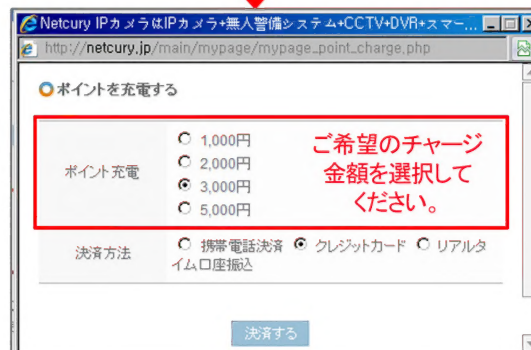 Netcury IPカメラはIPカメラ+無人警備システム+CCTV+DVR+スマー...
http://netcury.jp/main/mypage/mypage_point_charge.php
ポイントを充電する
ポイント充電
1,000円
2,000円
3,000円
5,000円
ご希望のチャージ
金額を選択して
ください。
決済方法
携帯電話決済 クレジットカード リアルタ
イム口座振込
決済する